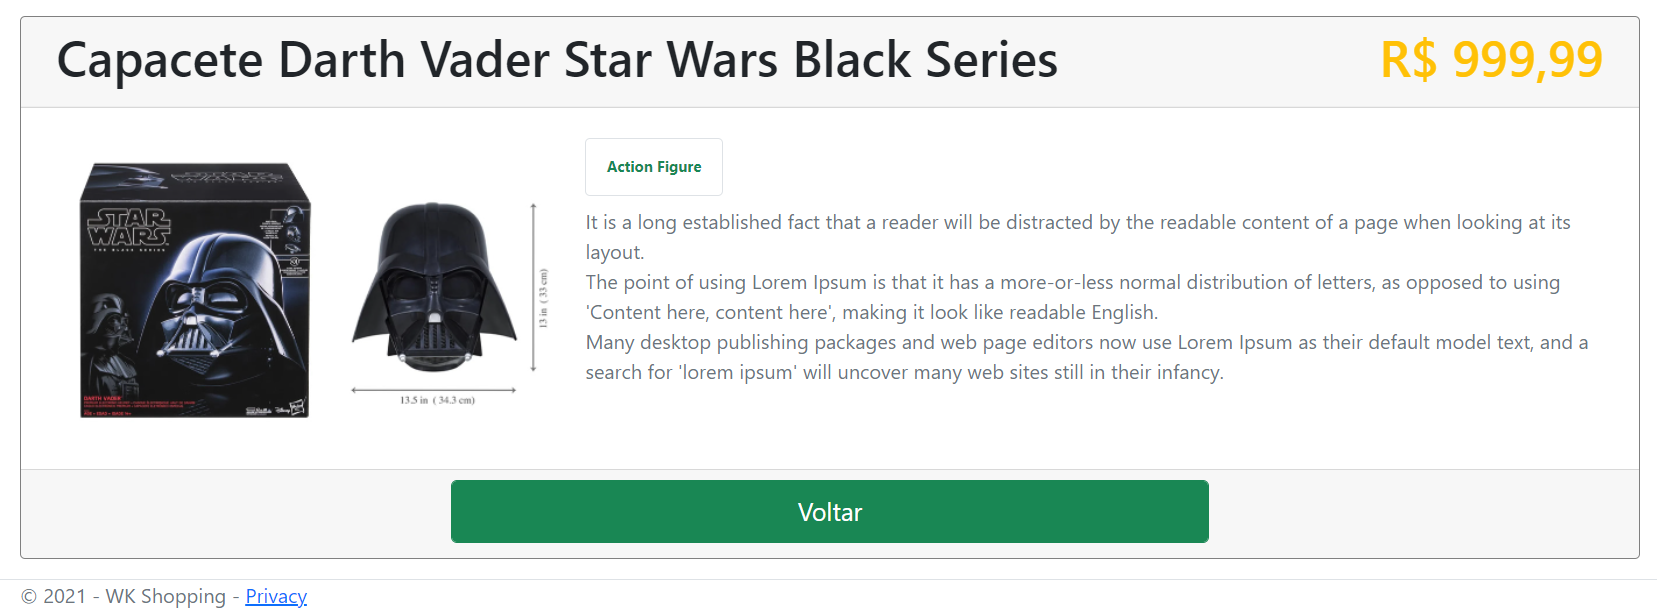 Capacete Darth Vader Star Wars Black Series
R$ 999,99
Action Figure
STAR
WARS
THE BLACK SERIES
DARTH VADER
13 in ( 33 cm)
13.5 in ( 34.3 cm)
It is a long established fact that a reader will be distracted by the readable content of a page when looking at its
layout.
The point of using Lorem Ipsum is that it has a more-or-less normal distribution of letters, as opposed to using
'Content here, content here', making it look like readable English.
Many desktop publishing packages and web page editors now use Lorem Ipsum as their default model text, and a
search for 'lorem ipsum' will uncover many web sites still in their infancy.
Voltar
© 2021 - WK Shopping - Privacy